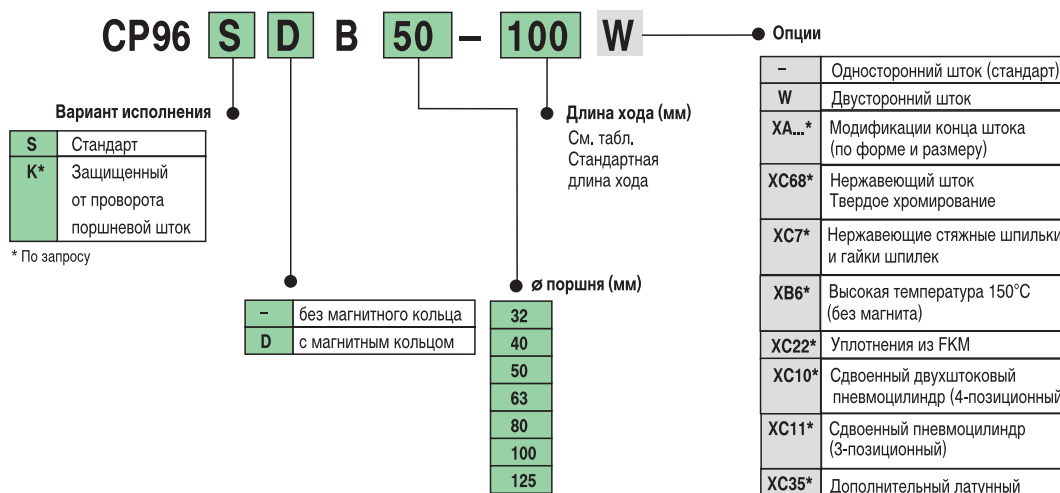 CP96 S D B 50 – 100 W
Опции
Вариант исполнения
S Стандарт
K* Защищенный
от проворота
поршневой шток
* По запросу
Длина хода (мм)
См. табл.
Стандартная
длина хода
– без магнитного кольца
D с магнитным кольцом
ø поршня (мм)
32
40
50
63
80
100
125
– Односторонний шток (стандарт)
W Двусторонний шток
XA...* Модификации конца штока
(по форме и размеру)
XC68* Нержавеющий шток
Твердое хромирование
XC7* Нержавеющие стяжные шпильки
и гайки шпилек
XB6* Высокая температура 150°C
(без магнита)
XC22* Уплотнения из FKM
XC10* Сдвоенный двухштоковый
пневмоцилиндр (4-позиционный
XC11* Сдвоенный пневмоцилиндр
(3-позиционный)
XC35* Дополнительный латунный